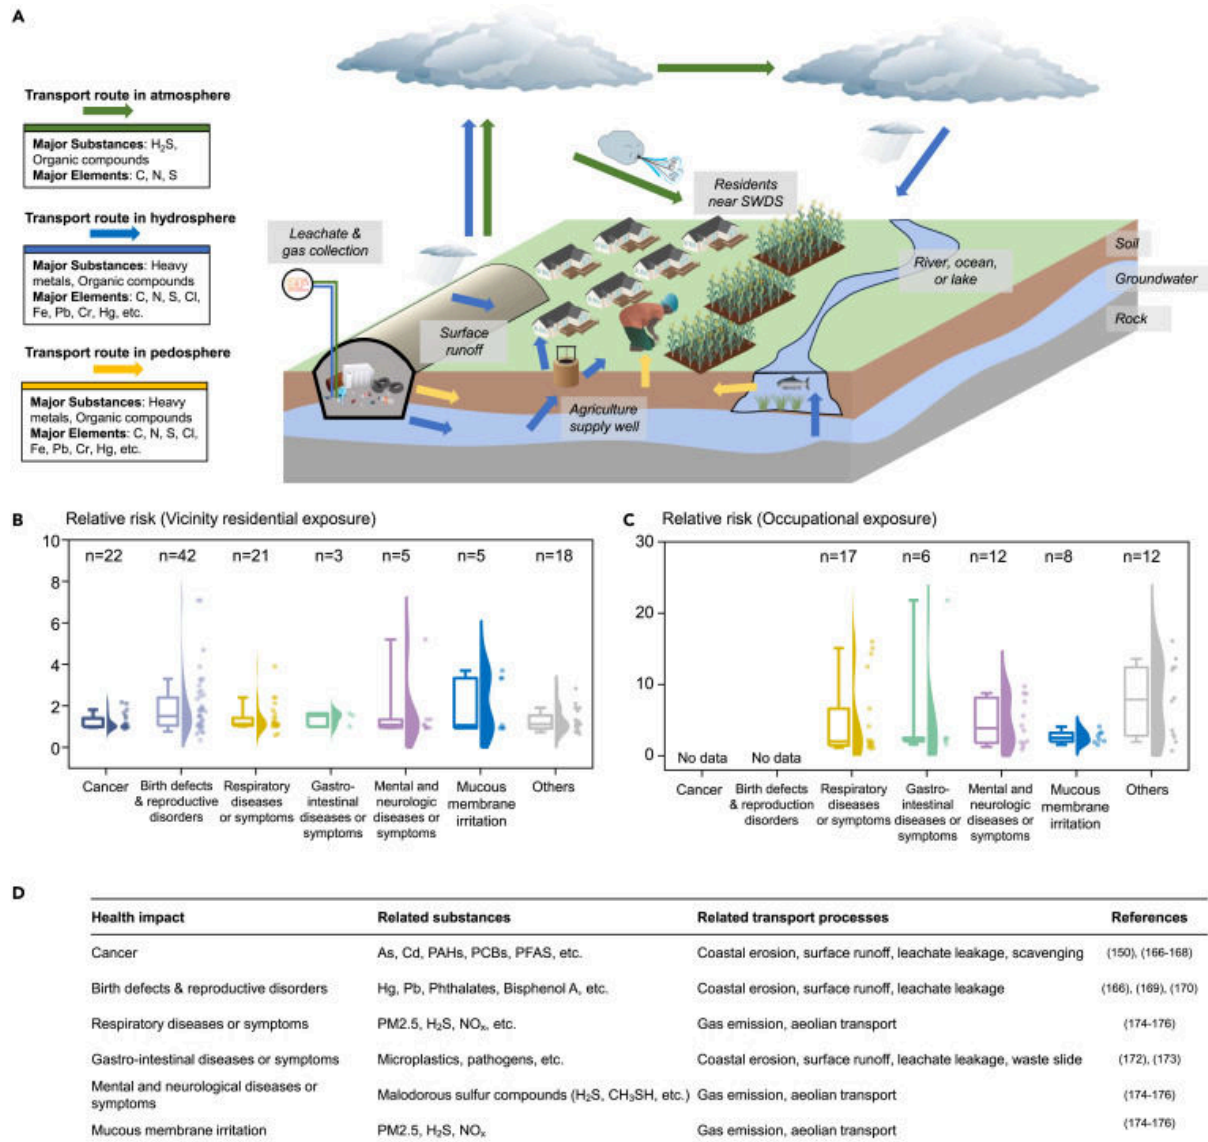 A
Transport route in atmosphere
Major Substances: H₂S,
Organic compounds
Major Elements: C, N, S
Transport route in hydrosphere
Major Substances: Heavy
metals, Organic compounds
Major Elements: C, N, S, Cl,
Fe, Pb, Cr, Hg, etc.
Transport route in pedosphere
Major Substances: Heavy
metals, Organic compounds
Major Elements: C, N, S, Cl,
Fe, Pb, Cr, Hg, etc.
Leachate &
gas collection
Residents
near SWDS
Surface
runoff
Agriculture
supply well
River, ocean,
or lake
Soil
Groundwater
Rock
B
Relative risk (Vicinity residential exposure)
10
8
6
4
2
0
n=22
n=42
n=21
n=3
n=5
n=5
n=18
Cancer
Birth defects
& reproductive
disorders
Respiratory
diseases
or symptoms
Gastro-
intestinal
diseases or
symptoms
Mental and
neurologic
diseases or
symptoms
Mucous
membrane
irritation
Others
C
Relative risk (Occupational exposure)
30
20
10
0
n=17
n=6
n=12
n=8
n=12
No data
No data
Cancer
Birth defects
& reproduction
disorders
Respiratory
diseases
or symptoms
Gastro-
intestinal
diseases or
symptoms
Mental and
neurologic
diseases or
symptoms
Mucous
membrane
irritation
Others
D
Health impact Related substances Related transport processes References
Cancer As, Cd, PAHs, PCBs, PFAS, etc. Coastal erosion, surface runoff, leachate leakage, scavenging (150), (166-168)
Birth defects & reproductive disorders Hg, Pb, Phthalates, Bisphenol A, etc. Coastal erosion, surface runoff, leachate leakage (166), (169), (170)
Respiratory diseases or symptoms PM2.5, H₂S, NOₓ, etc. Gas emission, aeolian transport (174-176)
Gastro-intestinal diseases or symptoms Microplastics, pathogens, etc. Coastal erosion, surface runoff, leachate leakage, waste slide (172), (173)
Mental and neurological diseases or
symptoms Malodorous sulfur compounds (H₂S, CH₃SH, etc.) Gas emission, aeolian transport (174-176)
Mucous membrane irritation PM2.5, H₂S, NOₓ Gas emission, aeolian transport (174-176)